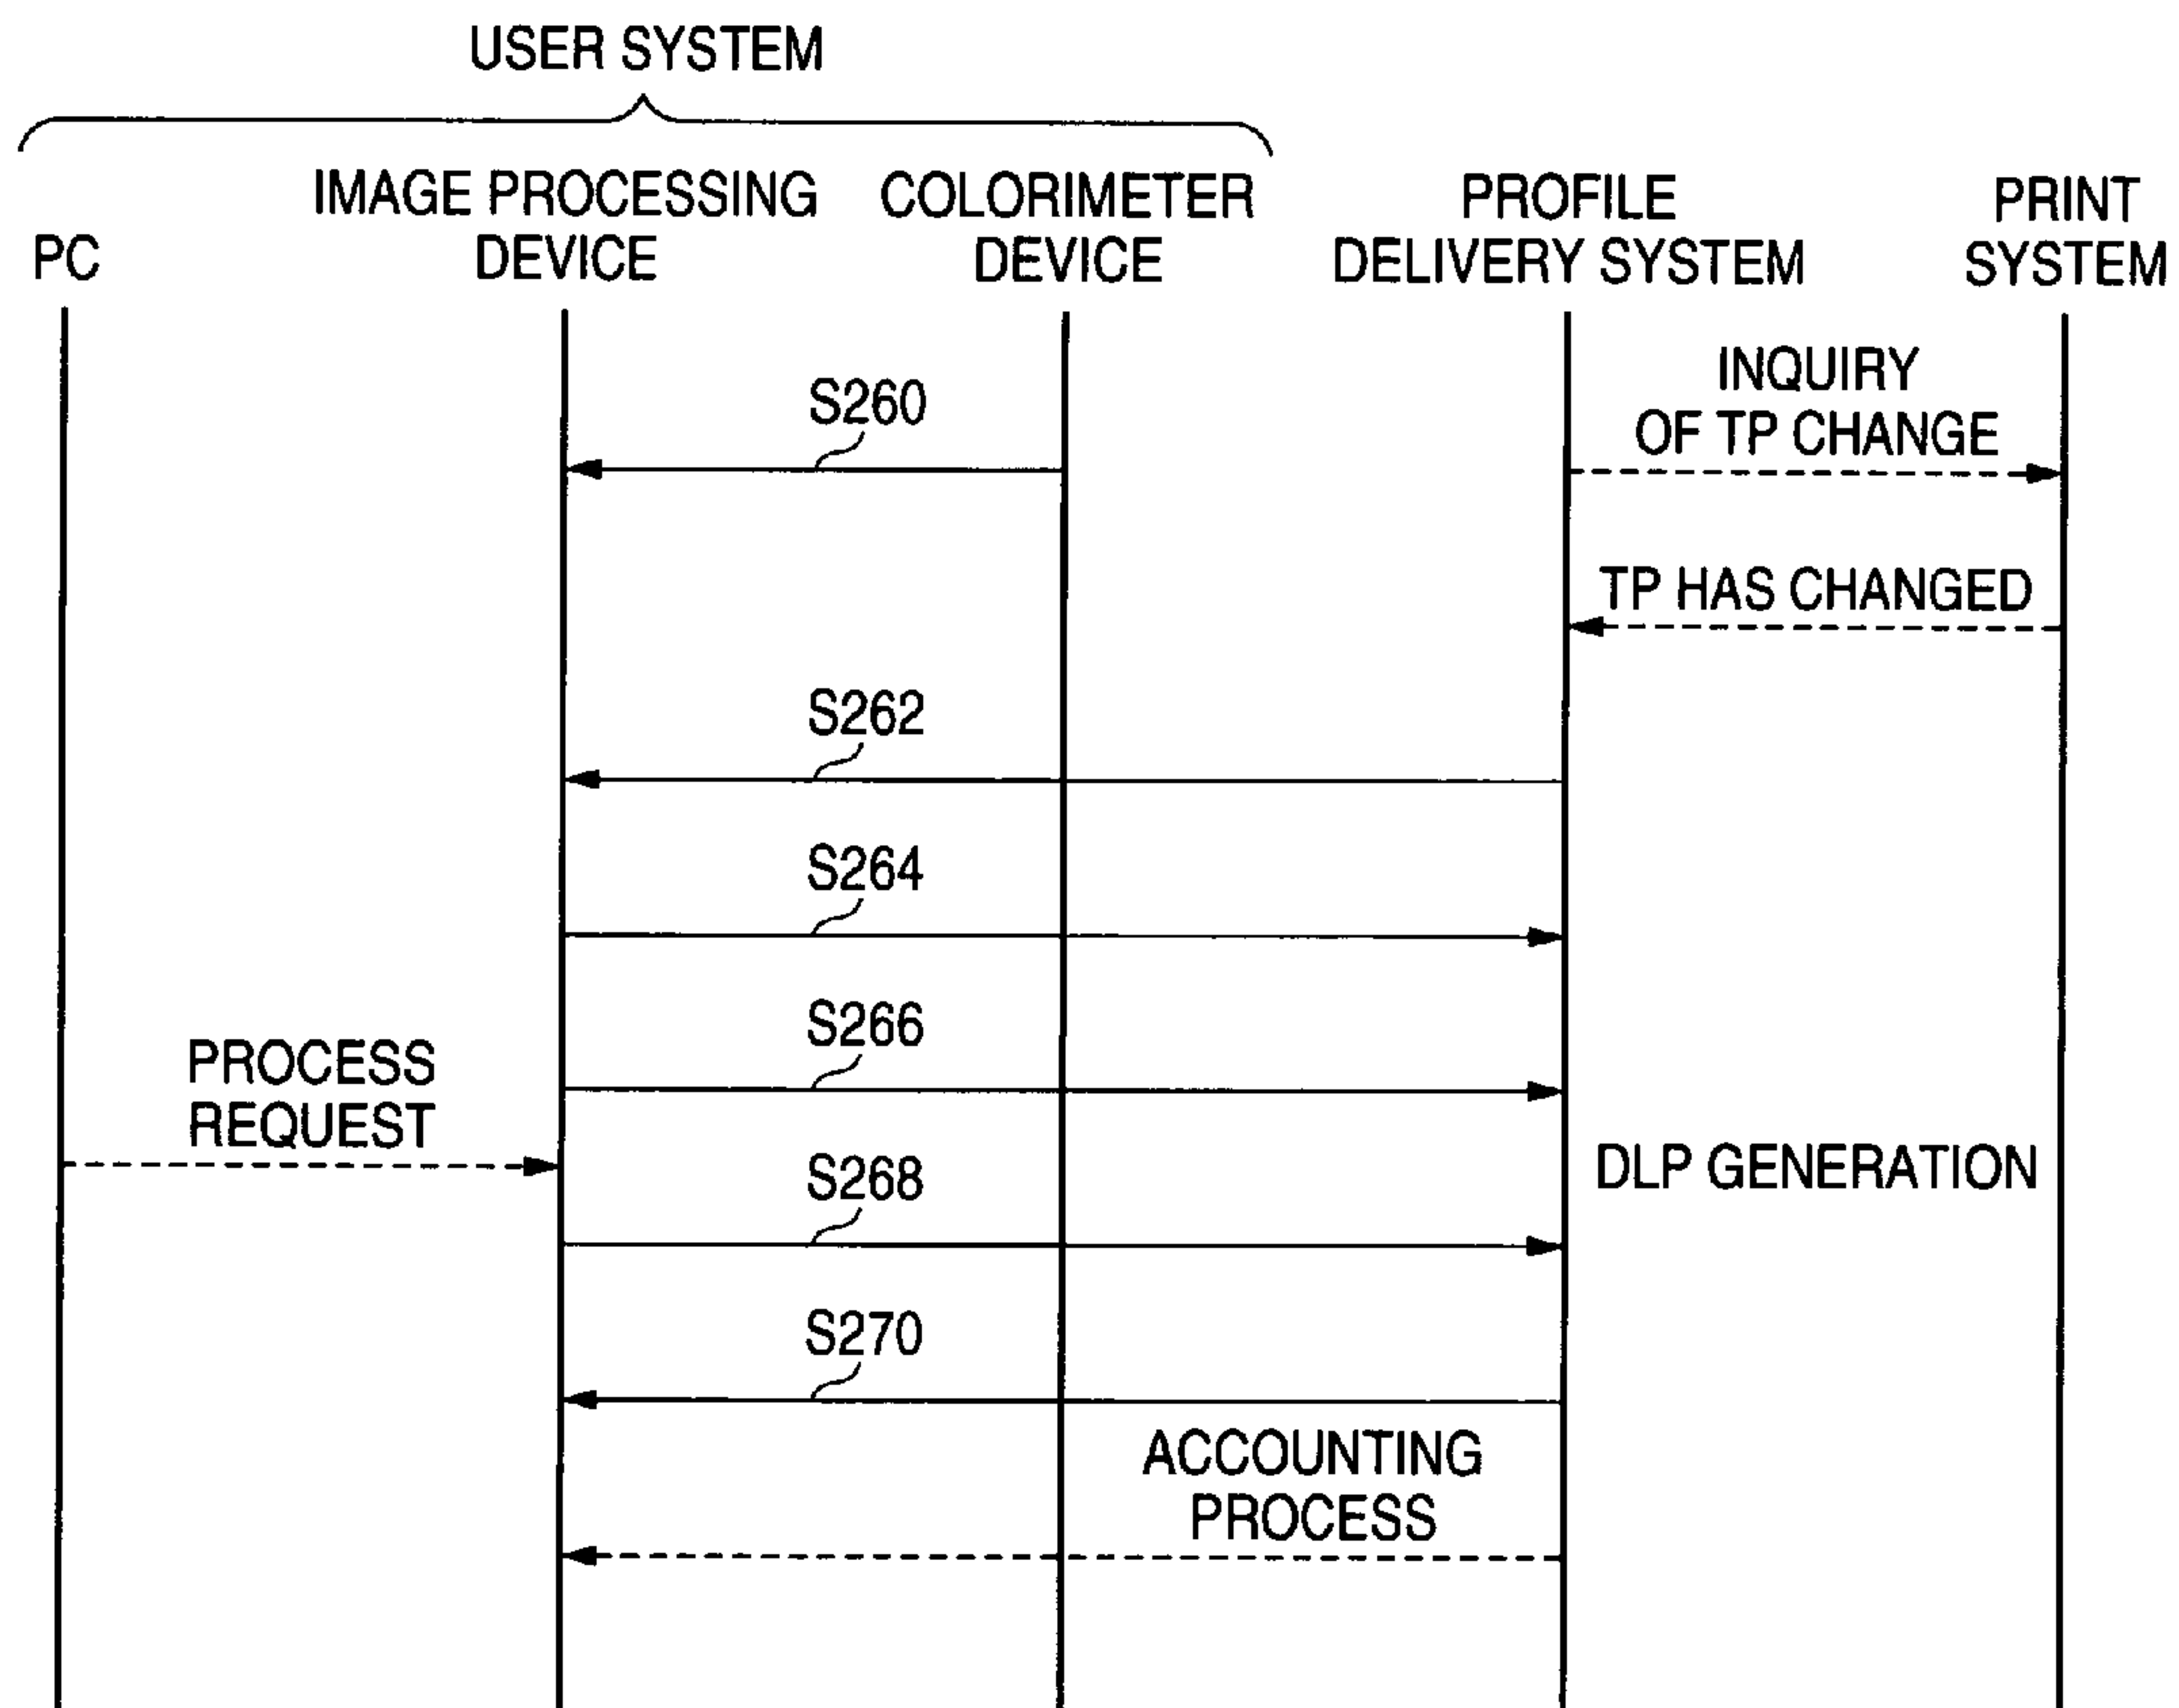 USER SYSTEM
PC
IMAGE PROCESSING
DEVICE
COLORIMETER
DEVICE
PROFILE
DELIVERY SYSTEM
PRINT
SYSTEM
S260
INQUIRY
OF TP CHANGE
TP HAS CHANGED
S262
S264
S266
PROCESS
REQUEST
DLP GENERATION
S268
S270
ACCOUNTING
PROCESS